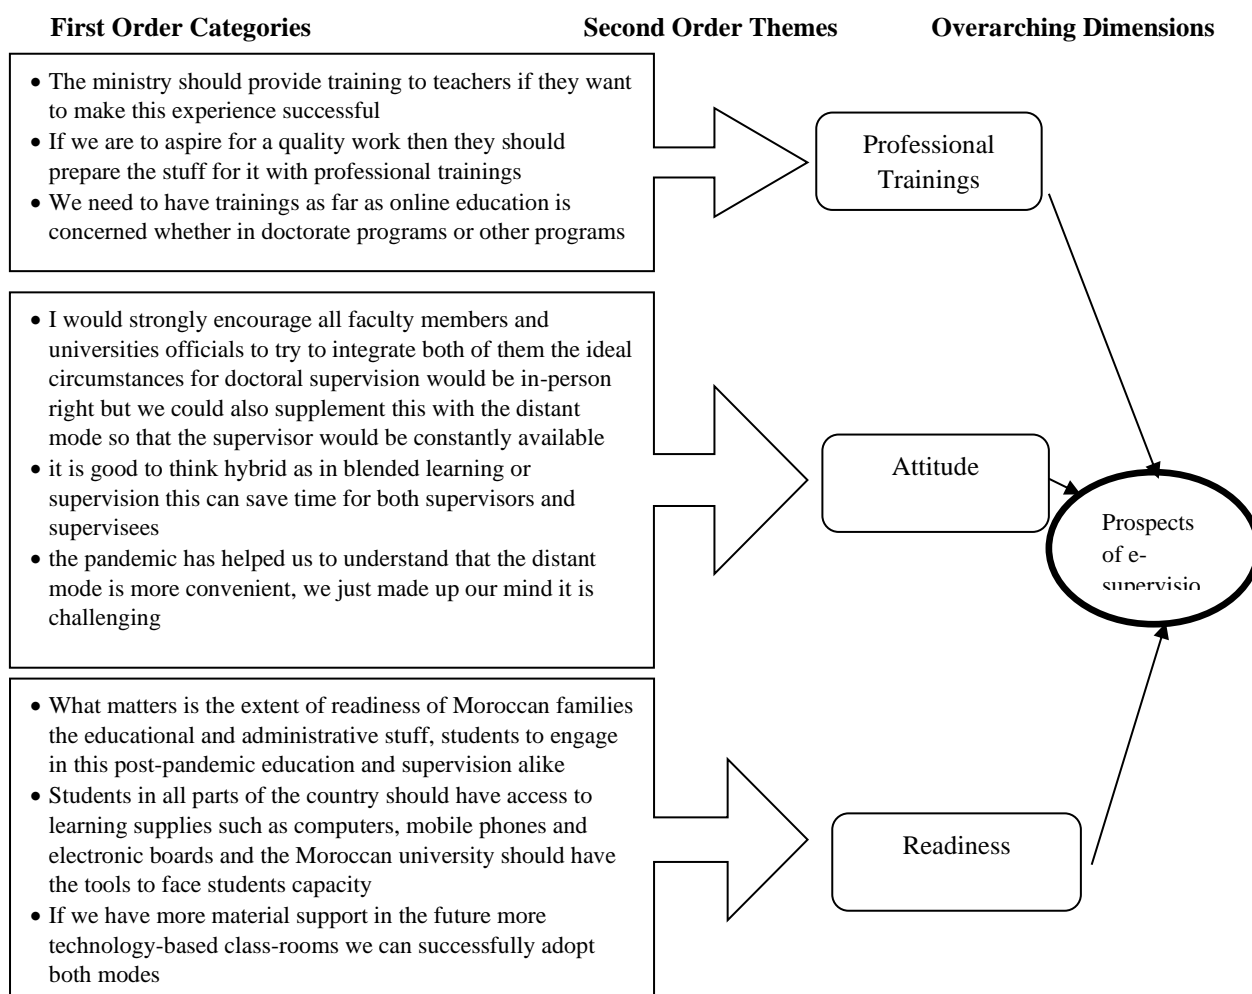 First Order Categories Second Order Themes Overarching Dimensions
• The ministry should provide training to teachers if they want
to make this experience successful
• If we are to aspire for a quality work then they should
prepare the stuff for it with professional trainings
• We need to have trainings as far as online education is
concerned whether in doctorate programs or other programs
Professional
Trainings
• I would strongly encourage all faculty members and
universities officials to try to integrate both of them the ideal
circumstances for doctoral supervision would be in-person
right but we could also supplement this with the distant
mode so that the supervisor would be constantly available
• it is good to think hybrid as in blended learning or
supervision this can save time for both supervisors and
supervisees
• the pandemic has helped us to understand that the distant
mode is more convenient, we just made up our mind it is
challenging
Attitude
Prospects
of e-
supervisio
• What matters is the extent of readiness of Moroccan families
the educational and administrative stuff, students to engage
in this post-pandemic education and supervision alike
• Students in all parts of the country should have access to
learning supplies such as computers, mobile phones and
electronic boards and the Moroccan university should have
the tools to face students capacity
• If we have more material support in the future more
technology-based class-rooms we can successfully adopt
both modes
Readiness